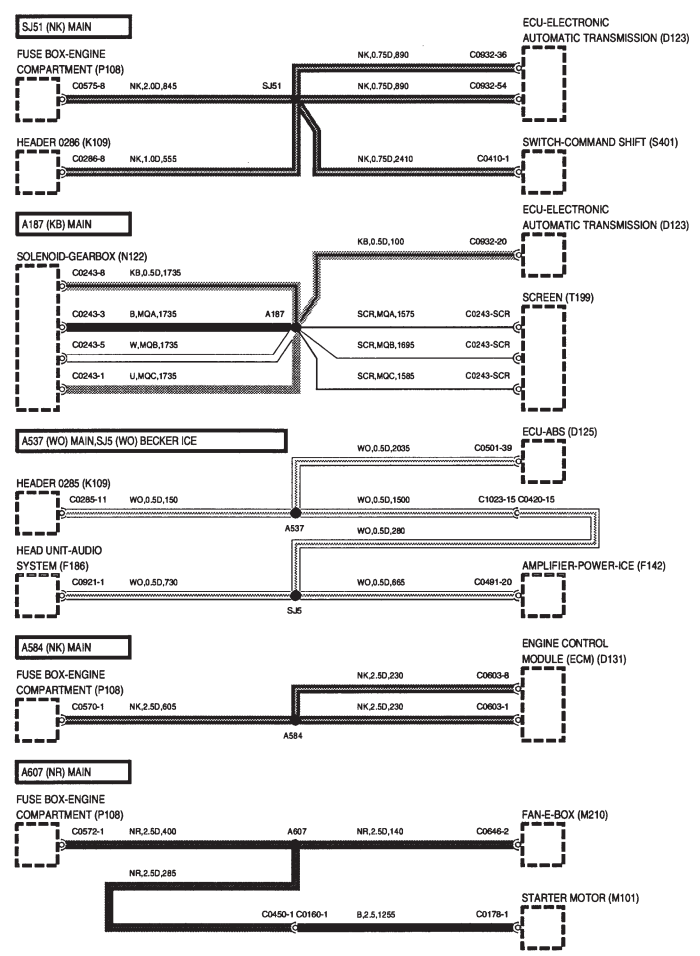 SJ51 (NK) MAIN
FUSE BOX-ENGINE
COMPARTMENT (P108)
C0575-8 NK,2.0D,845 SJ51
NK,0.75D,890 C0932-36
NK,0.75D,890 C0932-54
ECU-ELECTRONIC
AUTOMATIC TRANSMISSION (D123)
HEADER 0286 (K109)
C0286-8 NK,1.0D,555
NK,0.75D,2410 C0410-1
SWITCH-COMMAND SHIFT (S401)
A187 (KB) MAIN
ECU-ELECTRONIC
AUTOMATIC TRANSMISSION (D123)
KB,0.5D,100 C0932-20
SOLENOID-GEARBOX (N122)
C0243-8 KB,0.5D,1735
C0243-3 B,MQA,1735 A187
C0243-5 W,MQB,1735
C0243-1 U,MQC,1735
SCREEN (T199)
SCR,MQA,1575 C0243-SCR
SCR,MQB,1695 C0243-SCR
SCR,MQC,1585 C0243-SCR
A537 (WO) MAIN,SJ5 (WO) BECKER ICE
ECU-ABS (D125)
WO,0.5D,2035 C0501-39
HEADER 0285 (K109)
C0285-11 WO,0.5D,150
A537
WO,0.5D,1500 C1023-15 C0420-15
WO,0.5D,280
HEAD UNIT-AUDIO
SYSTEM (F186)
C0921-1 WO,0.5D,730
SJ5
WO,0.5D,665 C0491-20
AMPLIFIER-POWER-ICE (F142)
A584 (NK) MAIN
ENGINE CONTROL
MODULE (ECM) (D131)
FUSE BOX-ENGINE
COMPARTMENT (P108)
C0570-1 NK,2.5D,605
A584
NK,2.5D,230 C0603-8
NK,2.5D,230 C0603-1
A607 (NR) MAIN
FUSE BOX-ENGINE
COMPARTMENT (P108)
C0572-1 NR,2.5D,400 A607 NR,2.5D,140 C0646-2
FAN-E-BOX (M210)
NR,2.5D,285
STARTER MOTOR (M101)
C0450-1 C0160-1 B,2.5,1255 C0178-1